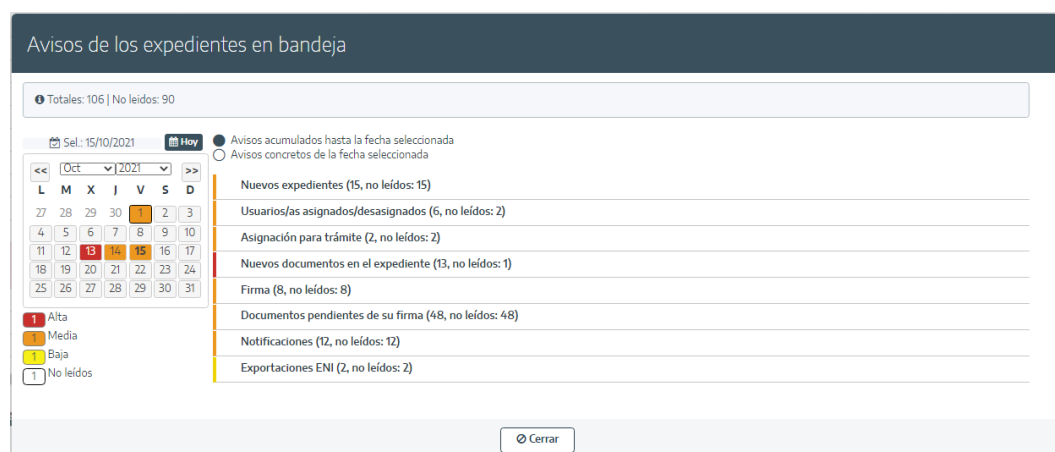 Avisos de los expedientes en bandeja
Totales: 106 | No leidos: 90
Sel.: 15/10/2021 Hoy
Avisos acumulados hasta la fecha seleccionada
Avisos concretos de la fecha seleccionada
<< Oct 2021 >>
L M X J V S D
27 28 29 30 1 2 3
4 5 6 7 8 9 10
11 12 13 14 15 16 17
18 19 20 21 22 23 24
25 26 27 28 29 30 31
1 Alta
1 Media
1 Baja
1 No leídos
Nuevos expedientes (15, no leídos: 15)
Usuarios/as asignados/desasignados (6, no leídos: 2)
Asignación para trámite (2, no leídos: 2)
Nuevos documentos en el expediente (13, no leídos: 1)
Firma (8, no leídos: 8)
Documentos pendientes de su firma (48, no leídos: 48)
Notificaciones (12, no leídos: 12)
Exportaciones ENI (2, no leídos: 2)
Cerrar